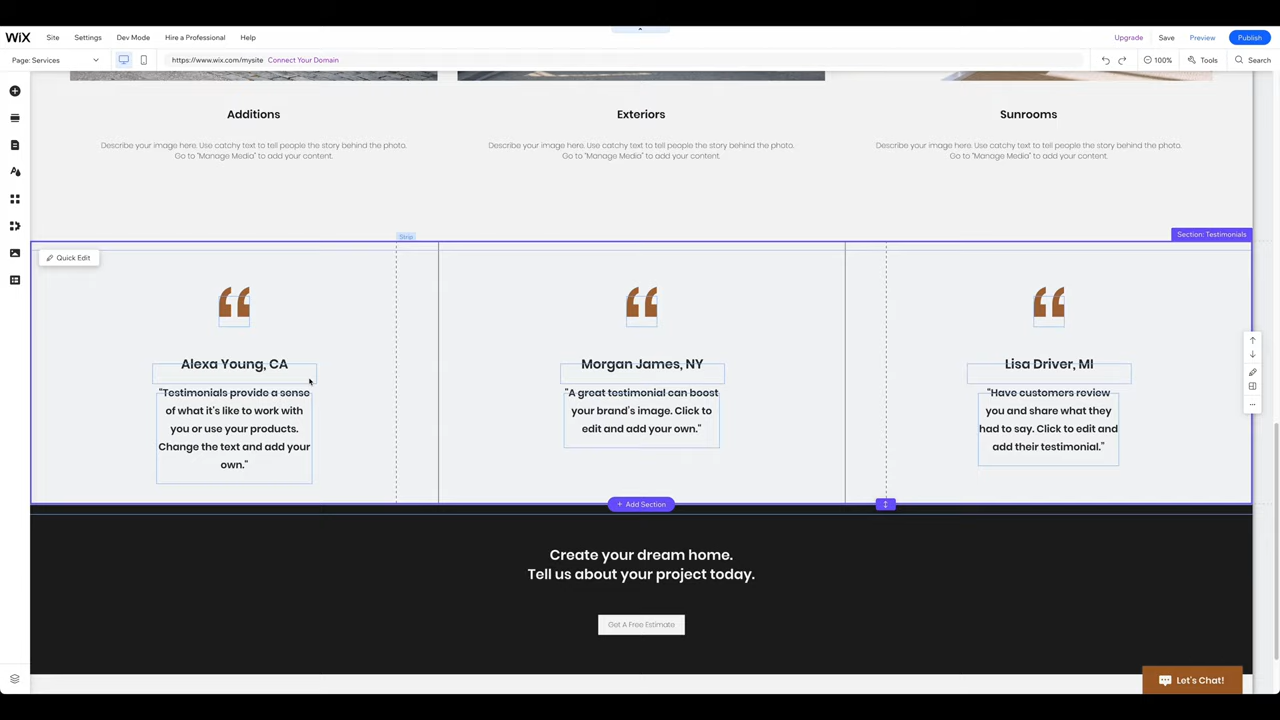 WiX Site Settings Dev Mode Hire a Professional Help Upgrade Save Preview Publish
Page: Services https://www.wix.com/mysite Connect Your Domain 100% Tools Search
Additions Exteriors Sunrooms
Describe your image here. Use catchy text to tell people the story behind the photo.
Go to "Manage Media" to add your content.
Describe your image here. Use catchy text to tell people the story behind the photo.
Go to "Manage Media" to add your content.
Describe your image here. Use catchy text to tell people the story behind the photo.
Go to "Manage Media" to add your content.
Strip
Section: Testimonials
Quick Edit
Alexa Young, CA
"Testimonials provide a sense
of what it's like to work with
you or use your products.
Change the text and add your
own."
Morgan James, NY
"A great testimonial can boost
your brand's image. Click to
edit and add your own."
Lisa Driver, MI
"Have customers review
you and share what they
had to say. Click to edit and
add their testimonial."
+ Add Section
Create your dream home.
Tell us about your project today.
Get A Free Estimate
Let's Chat!